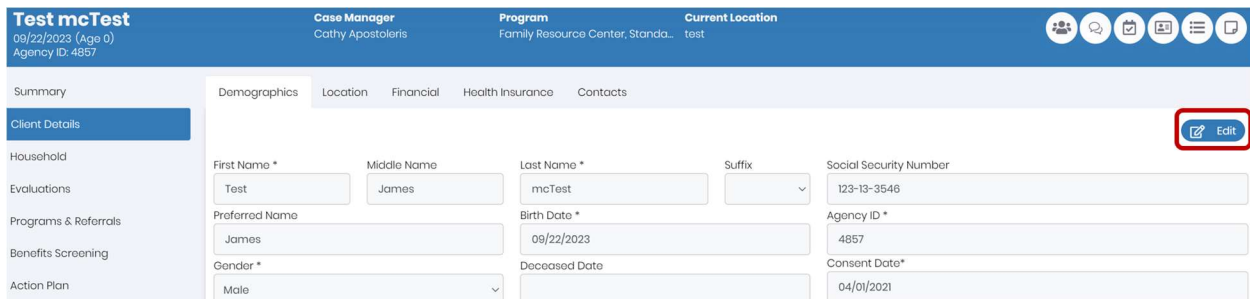 Test mcTest
09/22/2023 (Age 0)
Agency ID: 4857
Case Manager
Cathy Apostoleris
Program
Family Resource Center, Standa...
Current Location
test
Summary
Client Details
Household
Evaluations
Programs & Referrals
Benefits Screening
Action Plan
Demographics Location Financial Health Insurance Contacts
Edit
First Name * Middle Name Last Name * Suffix Social Security Number
Test James mcTest 123-13-3546
Preferred Name Birth Date * Agency ID *
James 09/22/2023 4857
Gender * Deceased Date Consent Date*
Male 04/01/2021